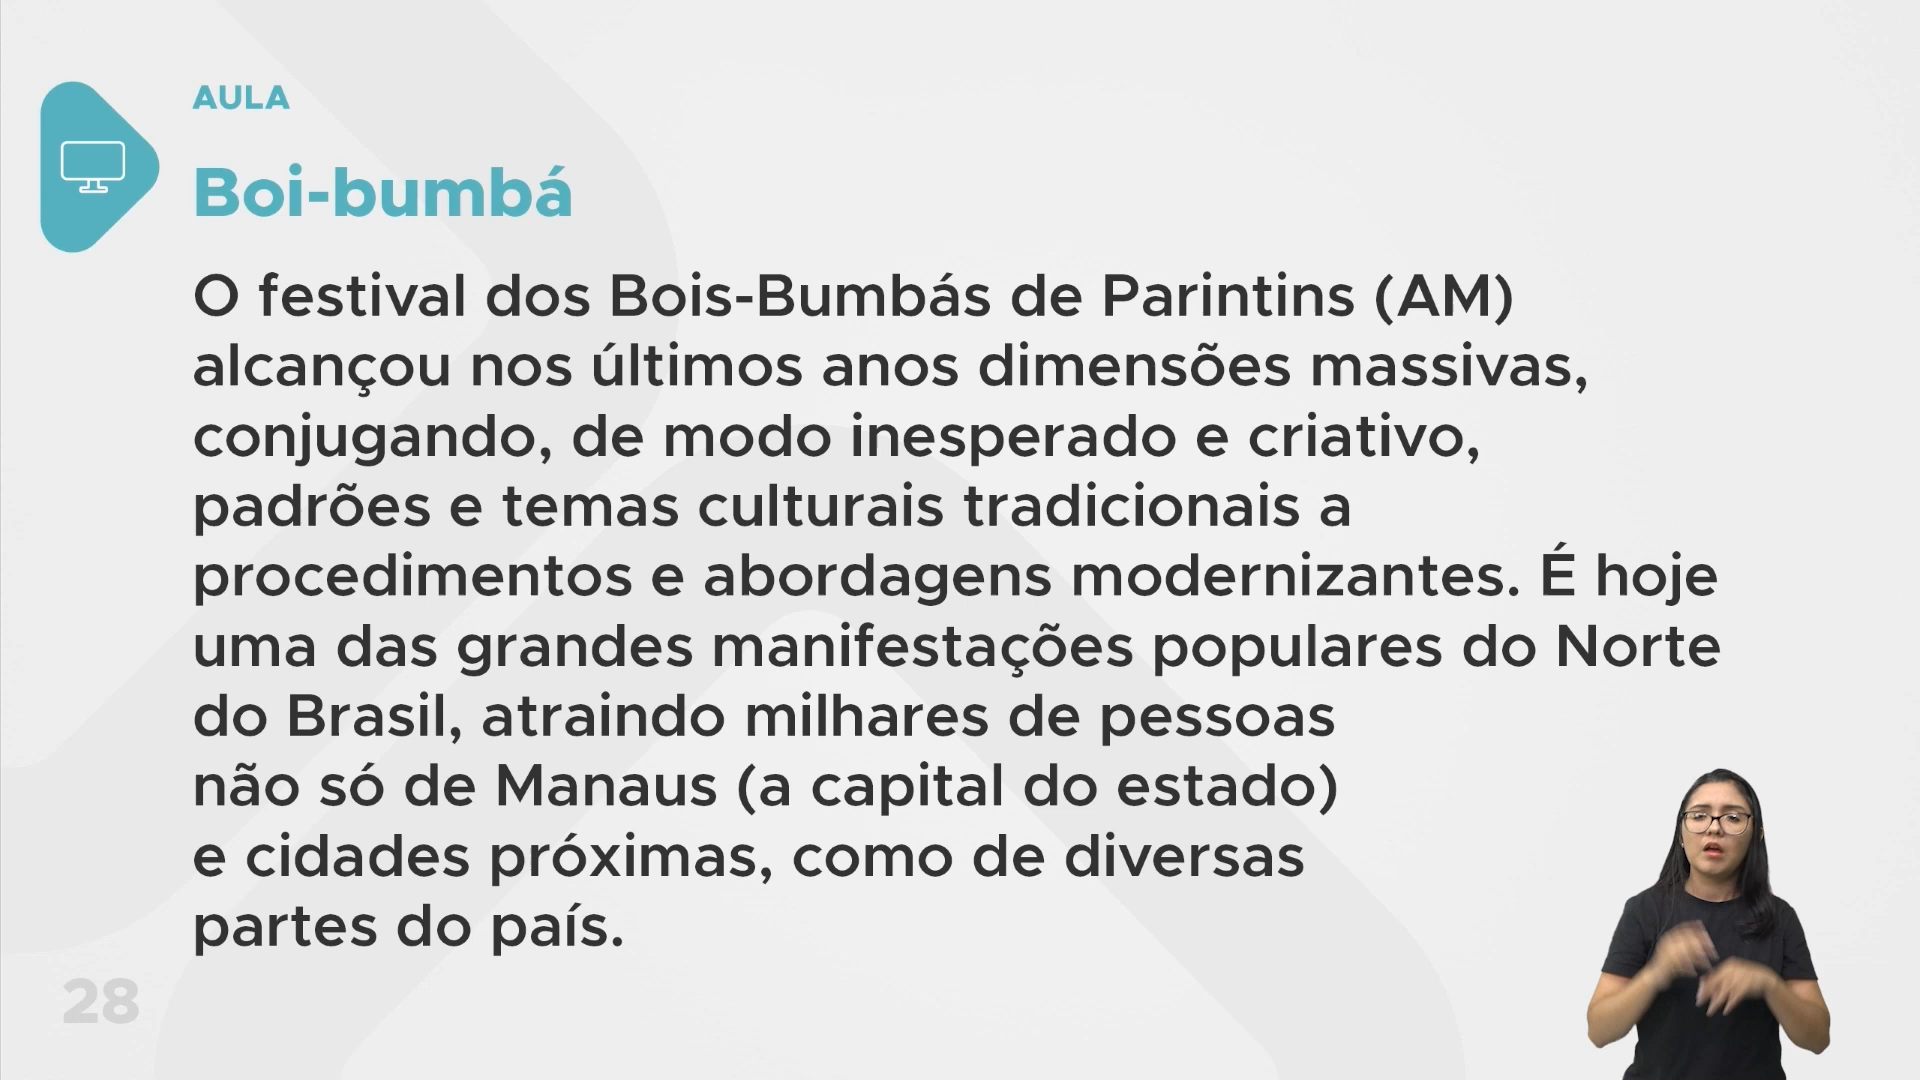 AULA
Boi-bumbá
O festival dos Bois-Bumbás de Parintins (AM)
alcançou nos últimos anos dimensões massivas,
conjugando, de modo inesperado e criativo,
padrões e temas culturais tradicionais a
procedimentos e abordagens modernizantes. É hoje
uma das grandes manifestações populares do Norte
do Brasil, atraindo milhares de pessoas
não só de Manaus (a capital do estado)
e cidades próximas, como de diversas
partes do país.
28